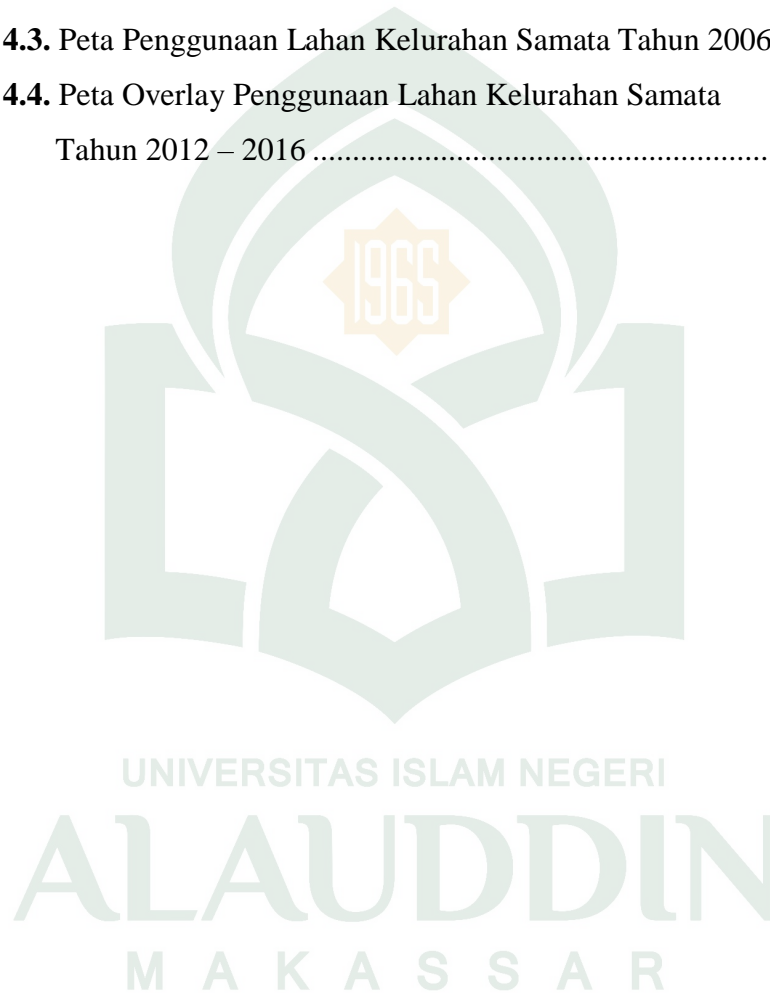 4.3. Peta Penggunaan Lahan Kelurahan Samata Tahun 2006
4.4. Peta Overlay Penggunaan Lahan Kelurahan Samata
Tahun 2012 – 2016 .........................................................
1965
UNIVERSITAS ISLAM NEGERI
ALAUDDIN
MAKASSAR